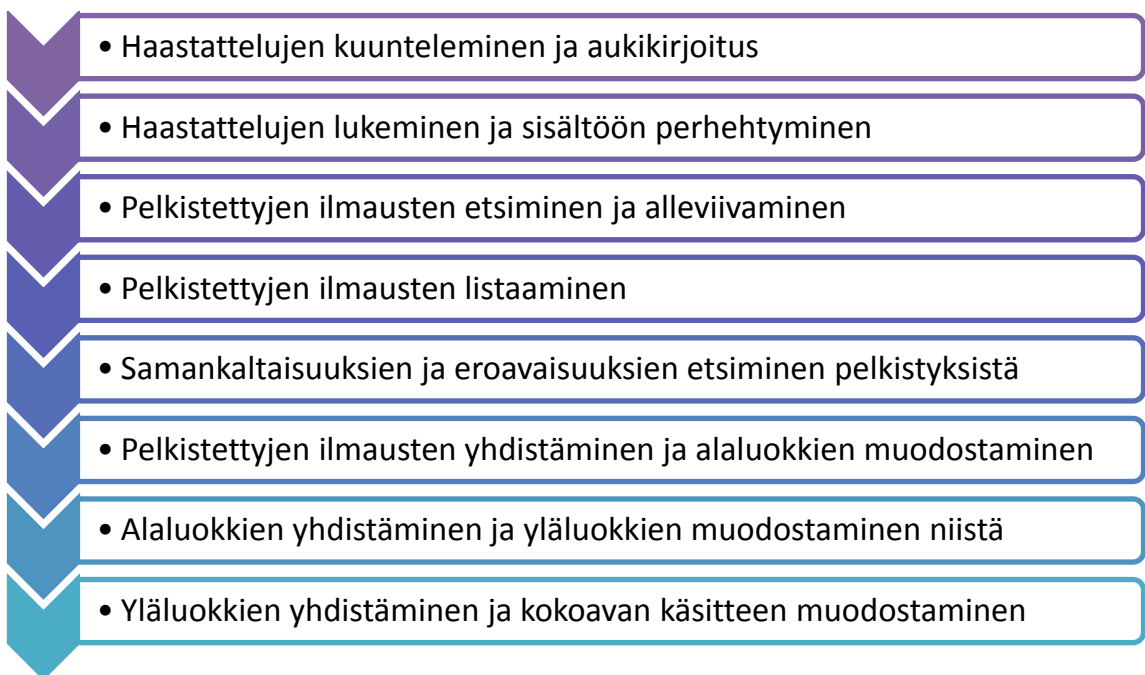 • Haastattelujen kuunteleminen ja aukikirjoitus
• Haastattelujen lukeminen ja sisältöön perhehtyminen
• Pelkistettyjen ilmausten etsiminen ja alleviivaminen
• Pelkistettyjen ilmausten listaaminen
• Samankaltaisuuksien ja eroavaisuuksien etsiminen pelkistyksistä
• Pelkistettyjen ilmausten yhdistäminen ja alaluokkien muodostaminen
• Alaluokkien yhdistäminen ja yläluokkien muodostaminen niistä
• Yläluokkien yhdistäminen ja kokoavan käsitteen muodostaminen